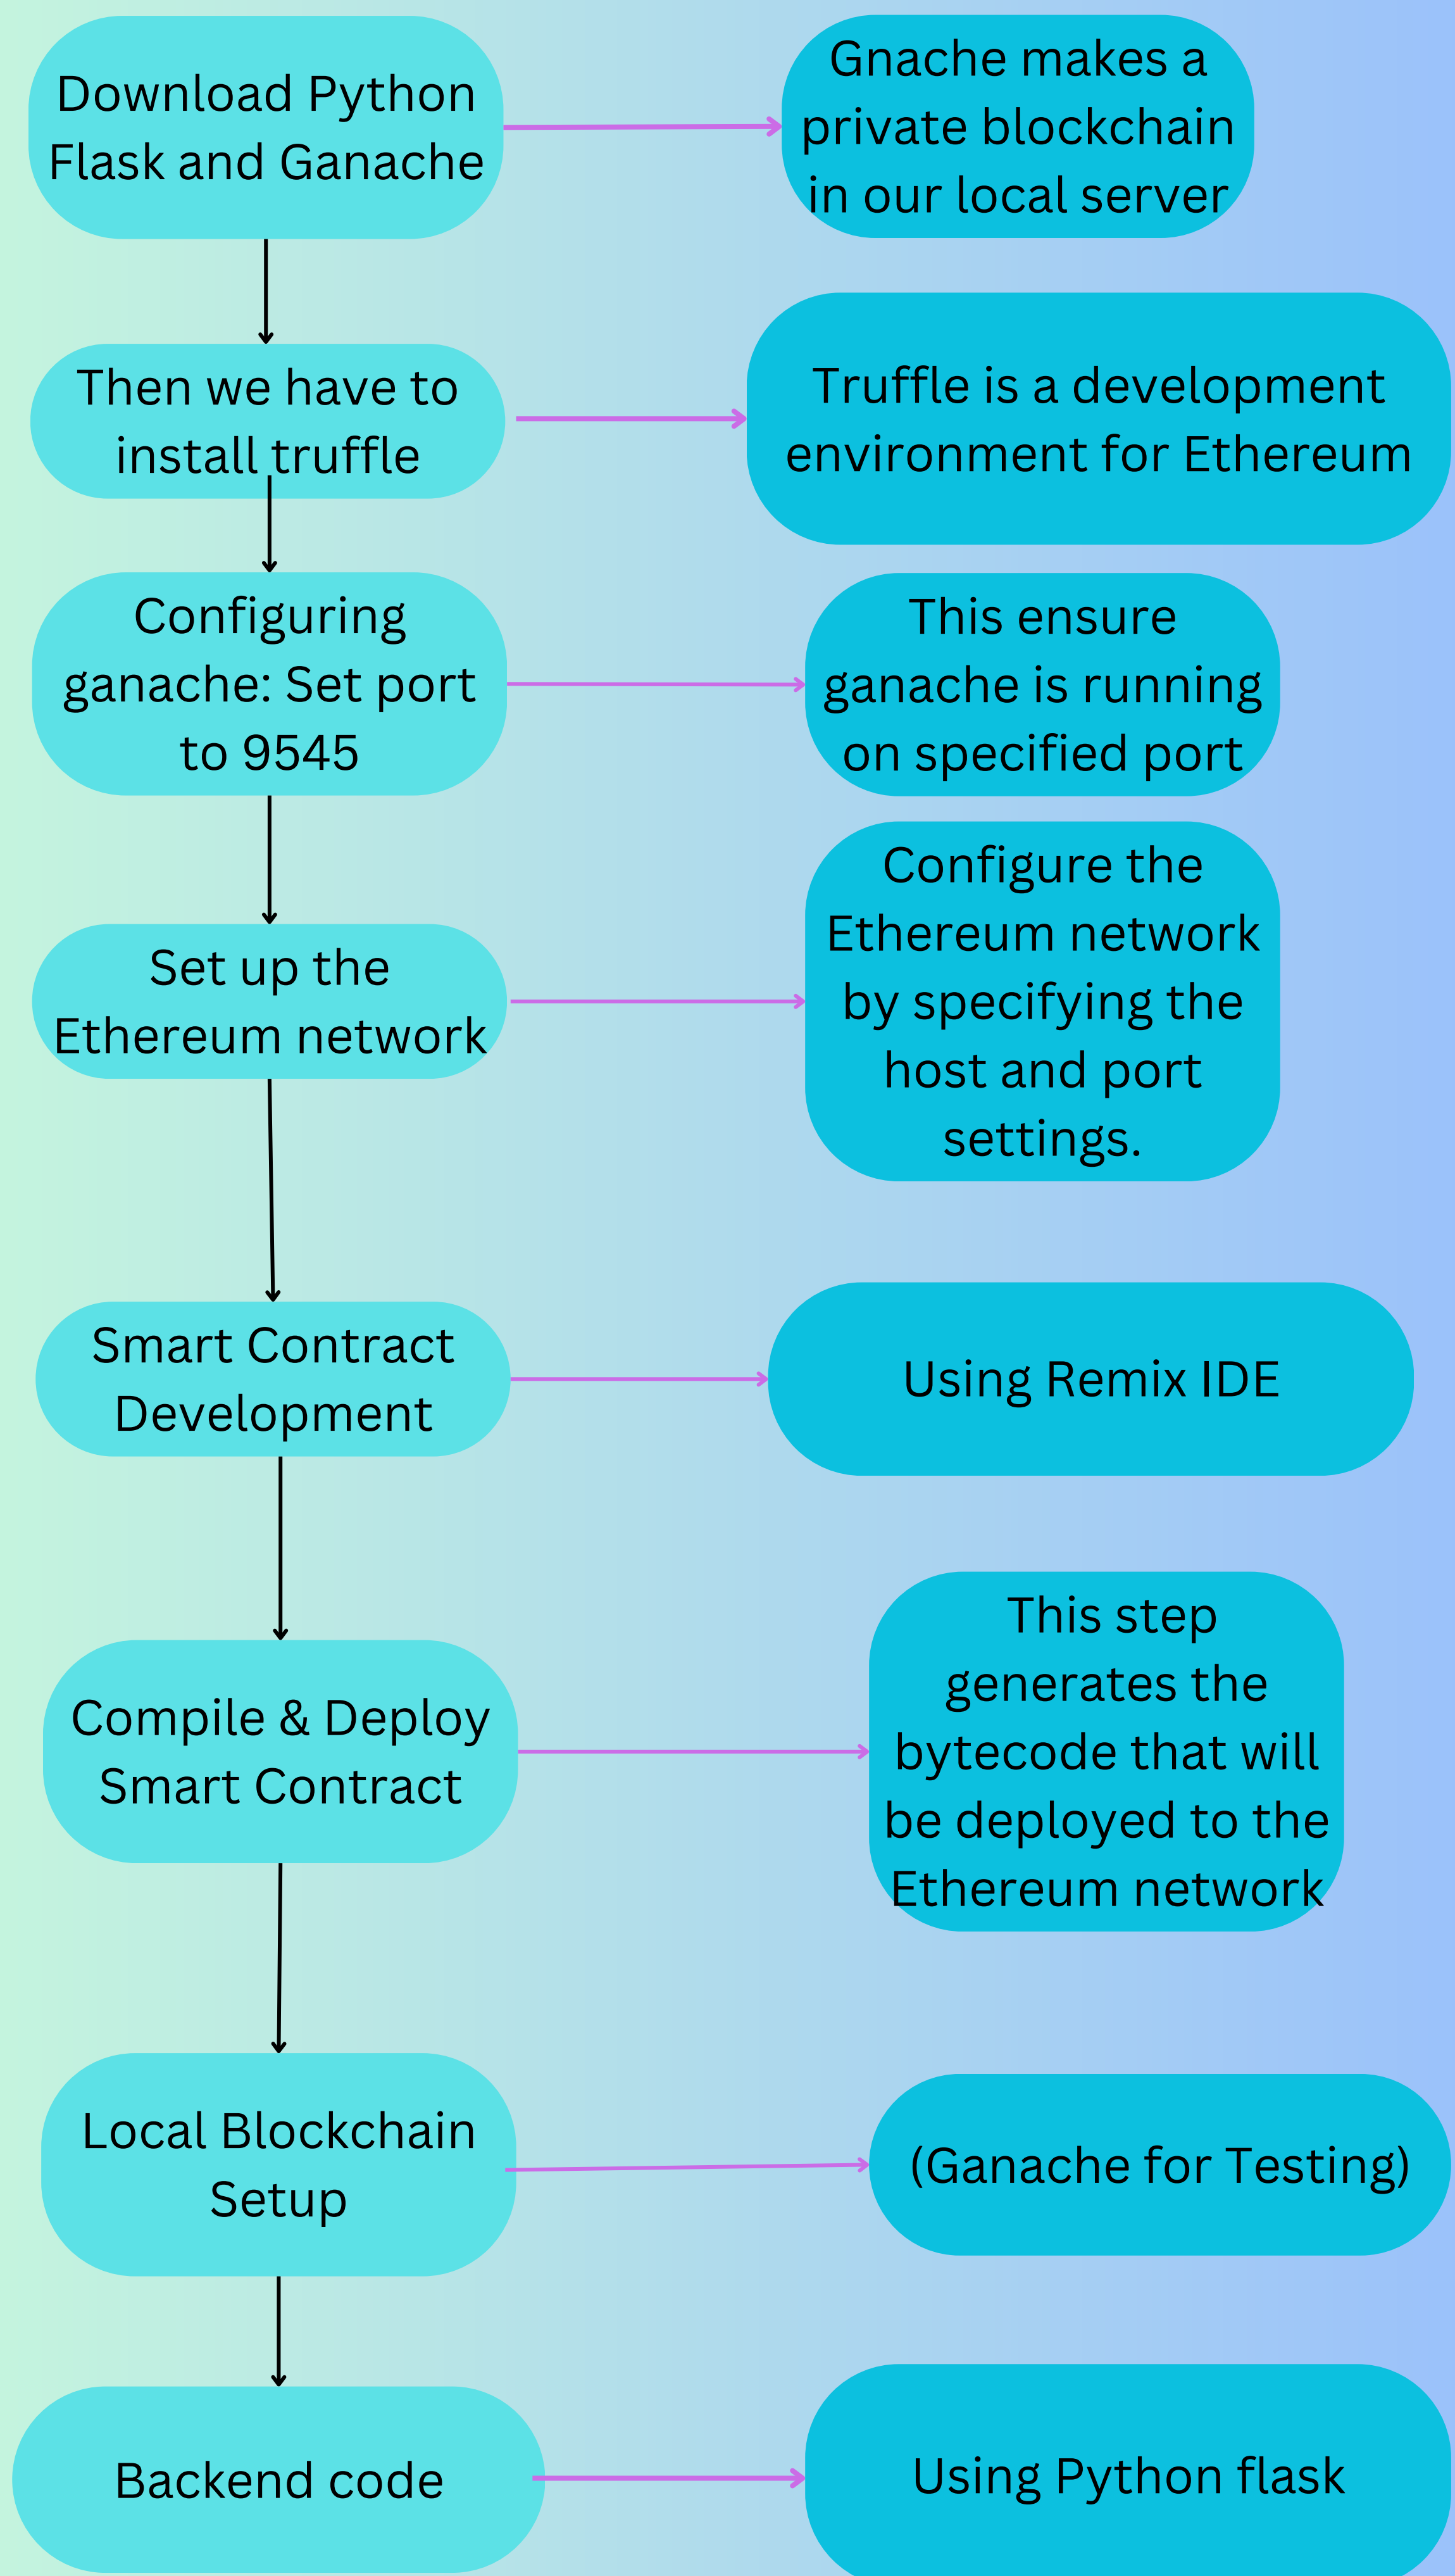 Download Python
Flask and Ganache
Gnache makes a
private blockchain
in our local server
Then we have to
install truffle
Truffle is a development
environment for Ethereum
Configuring
ganache: Set port
to 9545
This ensure
ganache is running
on specified port
Set up the
Ethereum network
Configure the
Ethereum network
by specifying the
host and port
settings.
Smart Contract
Development
Using Remix IDE
Compile & Deploy
Smart Contract
This step
generates the
bytecode that will
be deployed to the
Ethereum network
Local Blockchain
Setup
(Ganache for Testing)
Backend code
Using Python flask